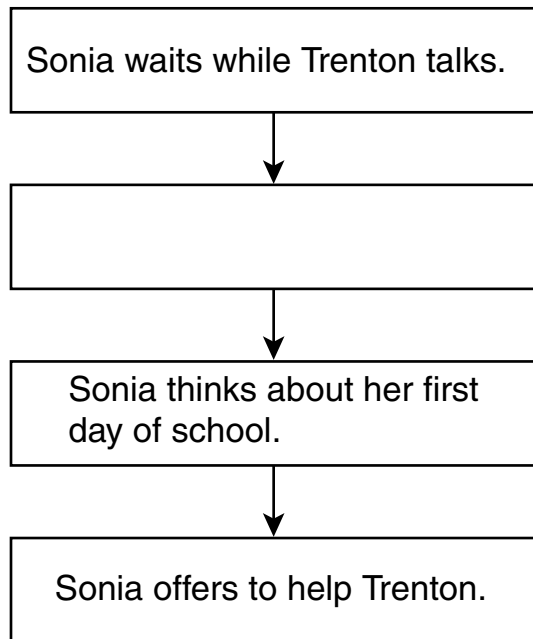 Sonia waits while Trenton talks.
Sonia thinks about her first
day of school.
Sonia offers to help Trenton.